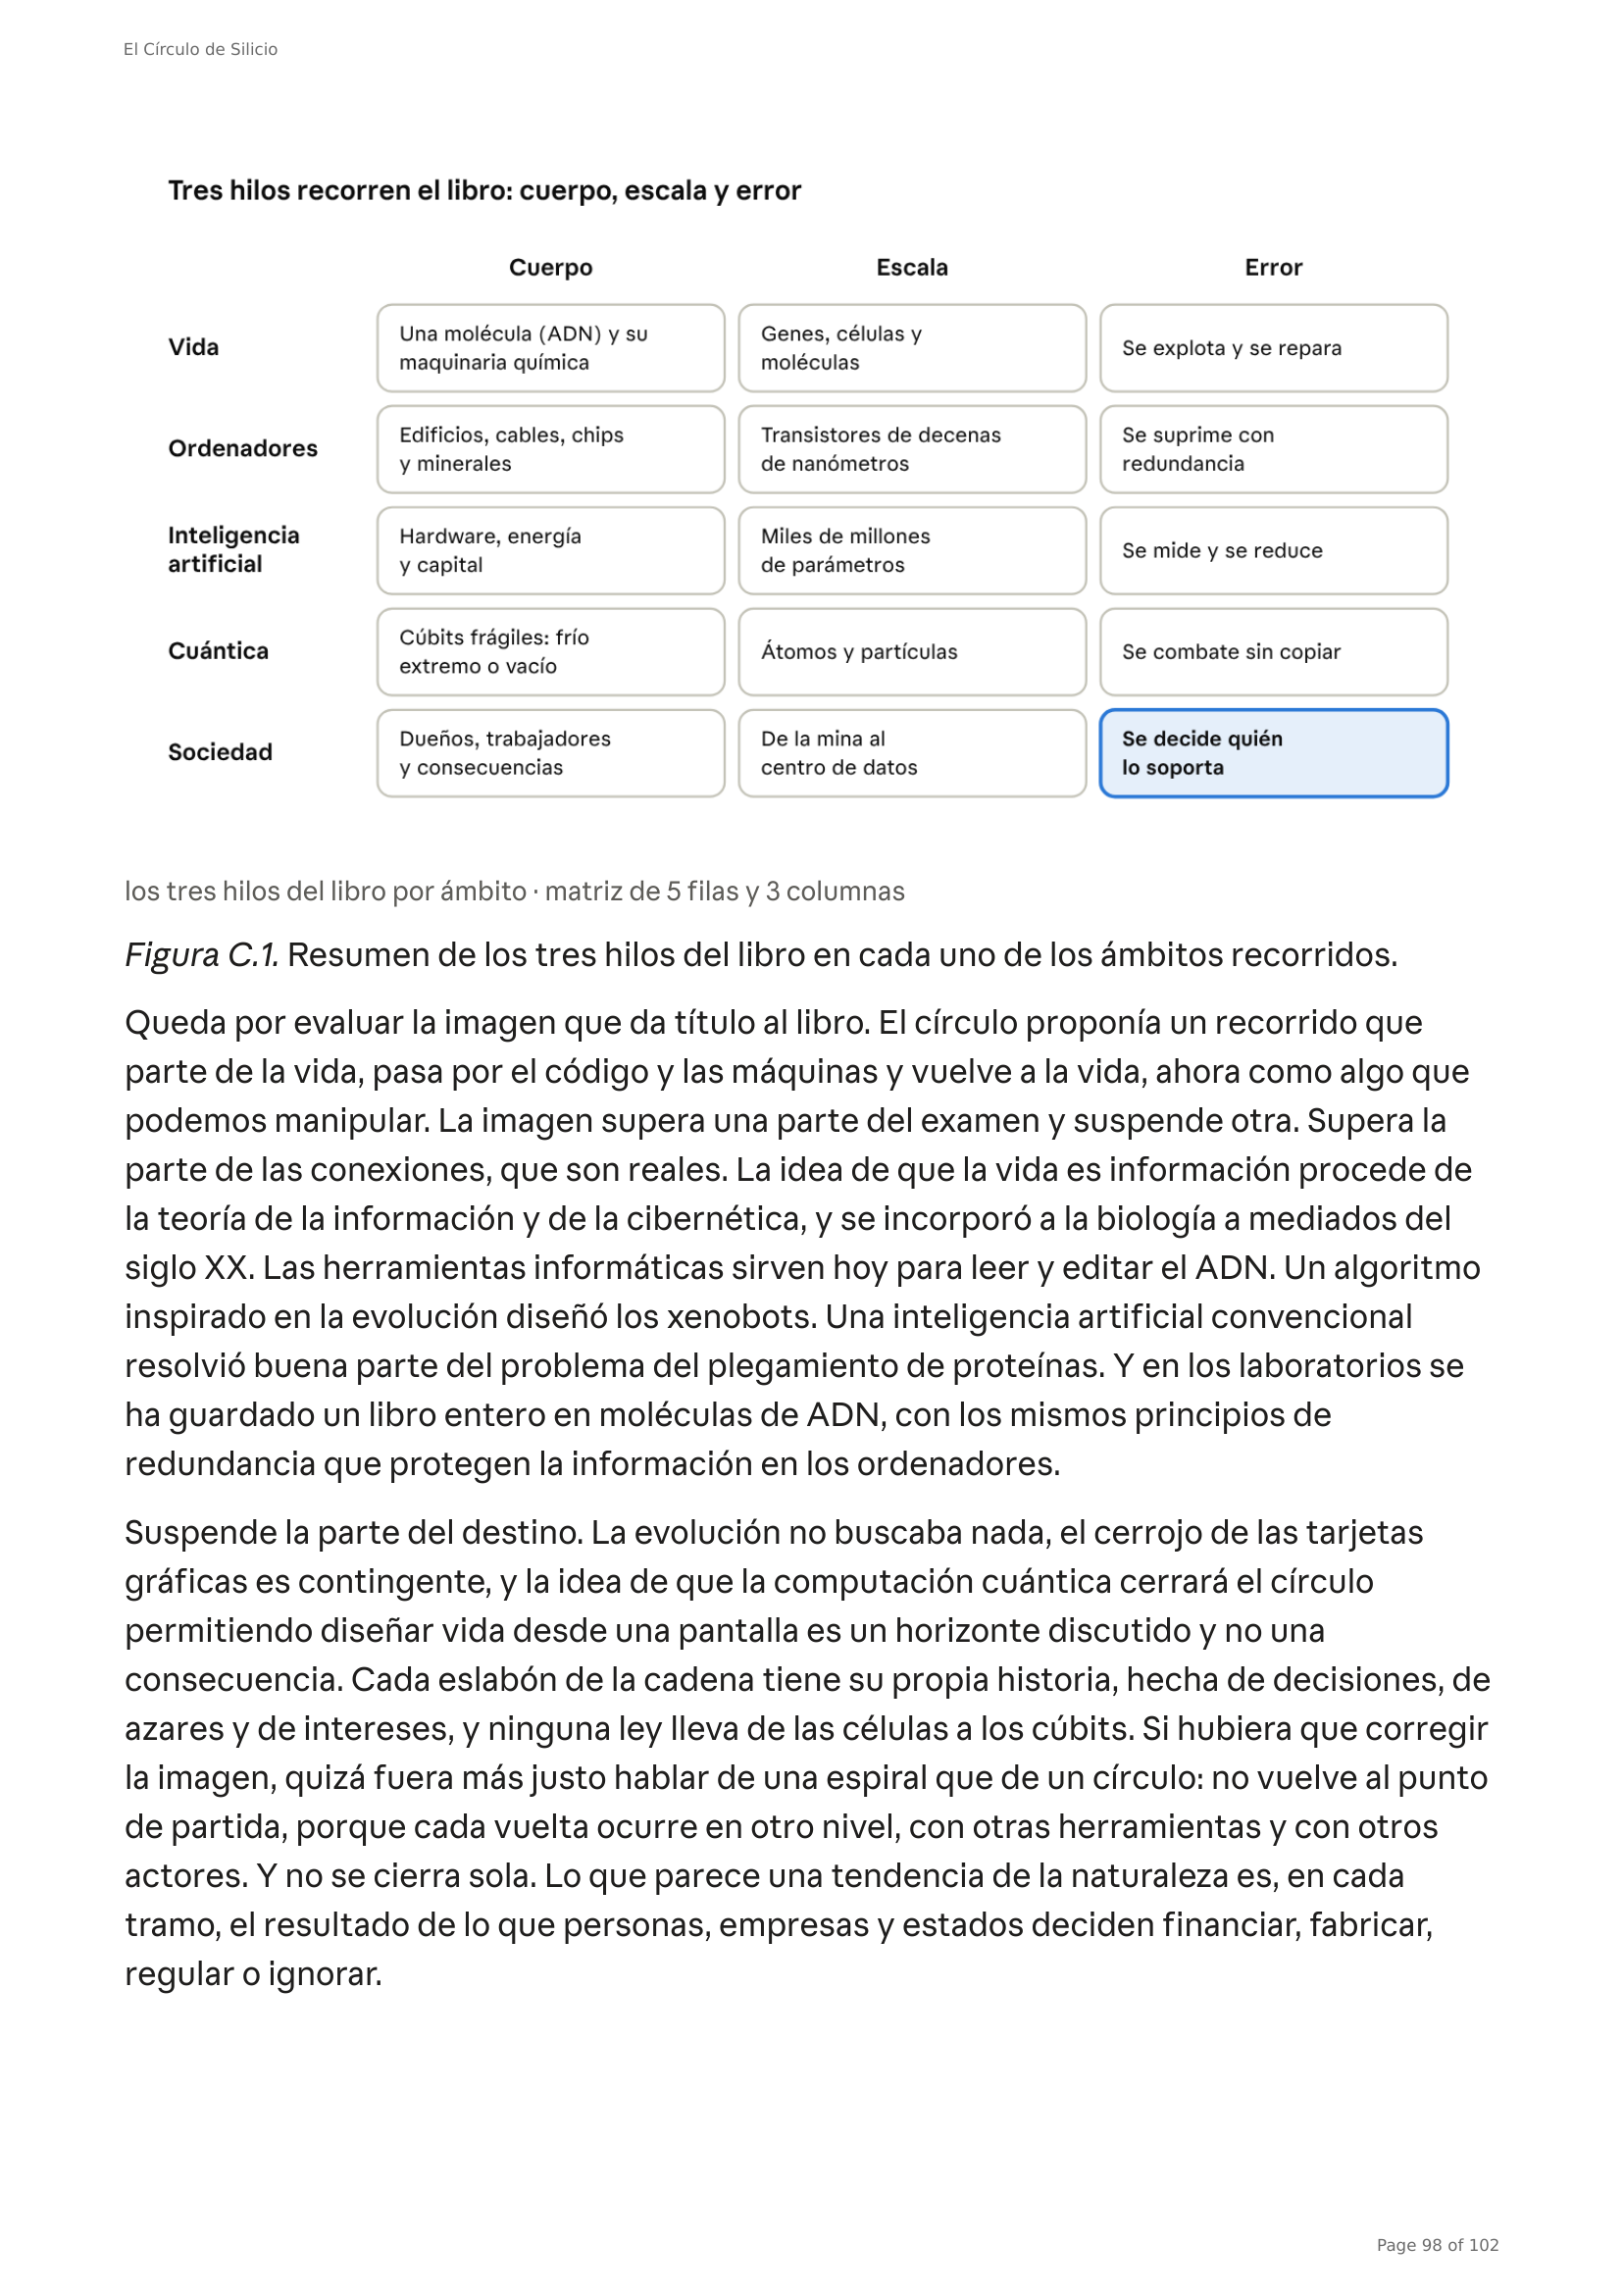 El Círculo de Silicio
Tres hilos recorren el libro: cuerpo, escala y error
Cuerpo
Escala
Error
Vida
Una molécula (ADN) y su
maquinaria química
Genes, células y
moléculas
Se explota y se repara
Ordenadores
Edificios, cables, chips
y minerales
Transistores de decenas
de nanómetros
Se suprime con
redundancia
Inteligencia
artificial
Hardware, energía
y capital
Miles de millones
de parámetros
Se mide y se reduce
Cuántica
Cúbits frágiles: frío
extremo o vacío
Átomos y partículas
Se combate sin copiar
Sociedad
Dueños, trabajadores
y consecuencias
De la mina al
centro de datos
Se decide quién
lo soporta
los tres hilos del libro por ámbito · matriz de 5 filas y 3 columnas
Figura C.1. Resumen de los tres hilos del libro en cada uno de los ámbitos recorridos.
Queda por evaluar la imagen que da título al libro. El círculo proponía un recorrido que
parte de la vida, pasa por el código y las máquinas y vuelve a la vida, ahora como algo que
podemos manipular. La imagen supera una parte del examen y suspende otra. Supera la
parte de las conexiones, que son reales. La idea de que la vida es información procede de
la teoría de la información y de la cibernética, y se incorporó a la biología a mediados del
siglo XX. Las herramientas informáticas sirven hoy para leer y editar el ADN. Un algoritmo
inspirado en la evolución diseñó los xenobots. Una inteligencia artificial convencional
resolvió buena parte del problema del plegamiento de proteínas. Y en los laboratorios se
ha guardado un libro entero en moléculas de ADN, con los mismos principios de
redundancia que protegen la información en los ordenadores.
Suspende la parte del destino. La evolución no buscaba nada, el cerrojo de las tarjetas
gráficas es contingente, y la idea de que la computación cuántica cerrará el círculo
permitiendo diseñar vida desde una pantalla es un horizonte discutido y no una
consecuencia. Cada eslabón de la cadena tiene su propia historia, hecha de decisiones, de
azares y de intereses, y ninguna ley lleva de las células a los cúbits. Si hubiera que corregir
la imagen, quizá fuera más justo hablar de una espiral que de un círculo: no vuelve al punto
de partida, porque cada vuelta ocurre en otro nivel, con otras herramientas y con otros
actores. Y no se cierra sola. Lo que parece una tendencia de la naturaleza es, en cada
tramo, el resultado de lo que personas, empresas y estados deciden financiar, fabricar,
regular o ignorar.
Page 98 of 102